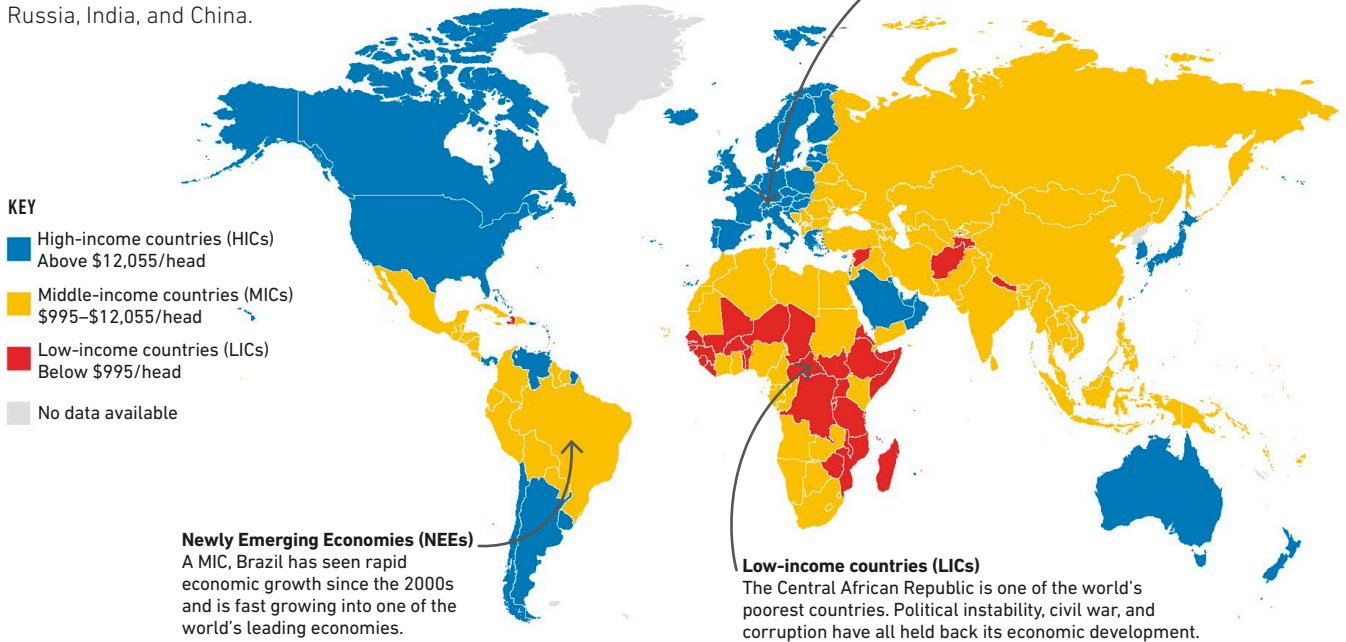 Russia, India, and China.
KEY
High-income countries (HICs)
Above $12,055/head
Middle-income countries (MICs)
$995–$12,055/head
Low-income countries (LICs)
Below $995/head
No data available
Newly Emerging Economies (NEEs)
A MIC, Brazil has seen rapid
economic growth since the 2000s
and is fast growing into one of the
world's leading economies.
Low-income countries (LICs)
The Central African Republic is one of the world's
poorest countries. Political instability, civil war, and
corruption have all held back its economic development.